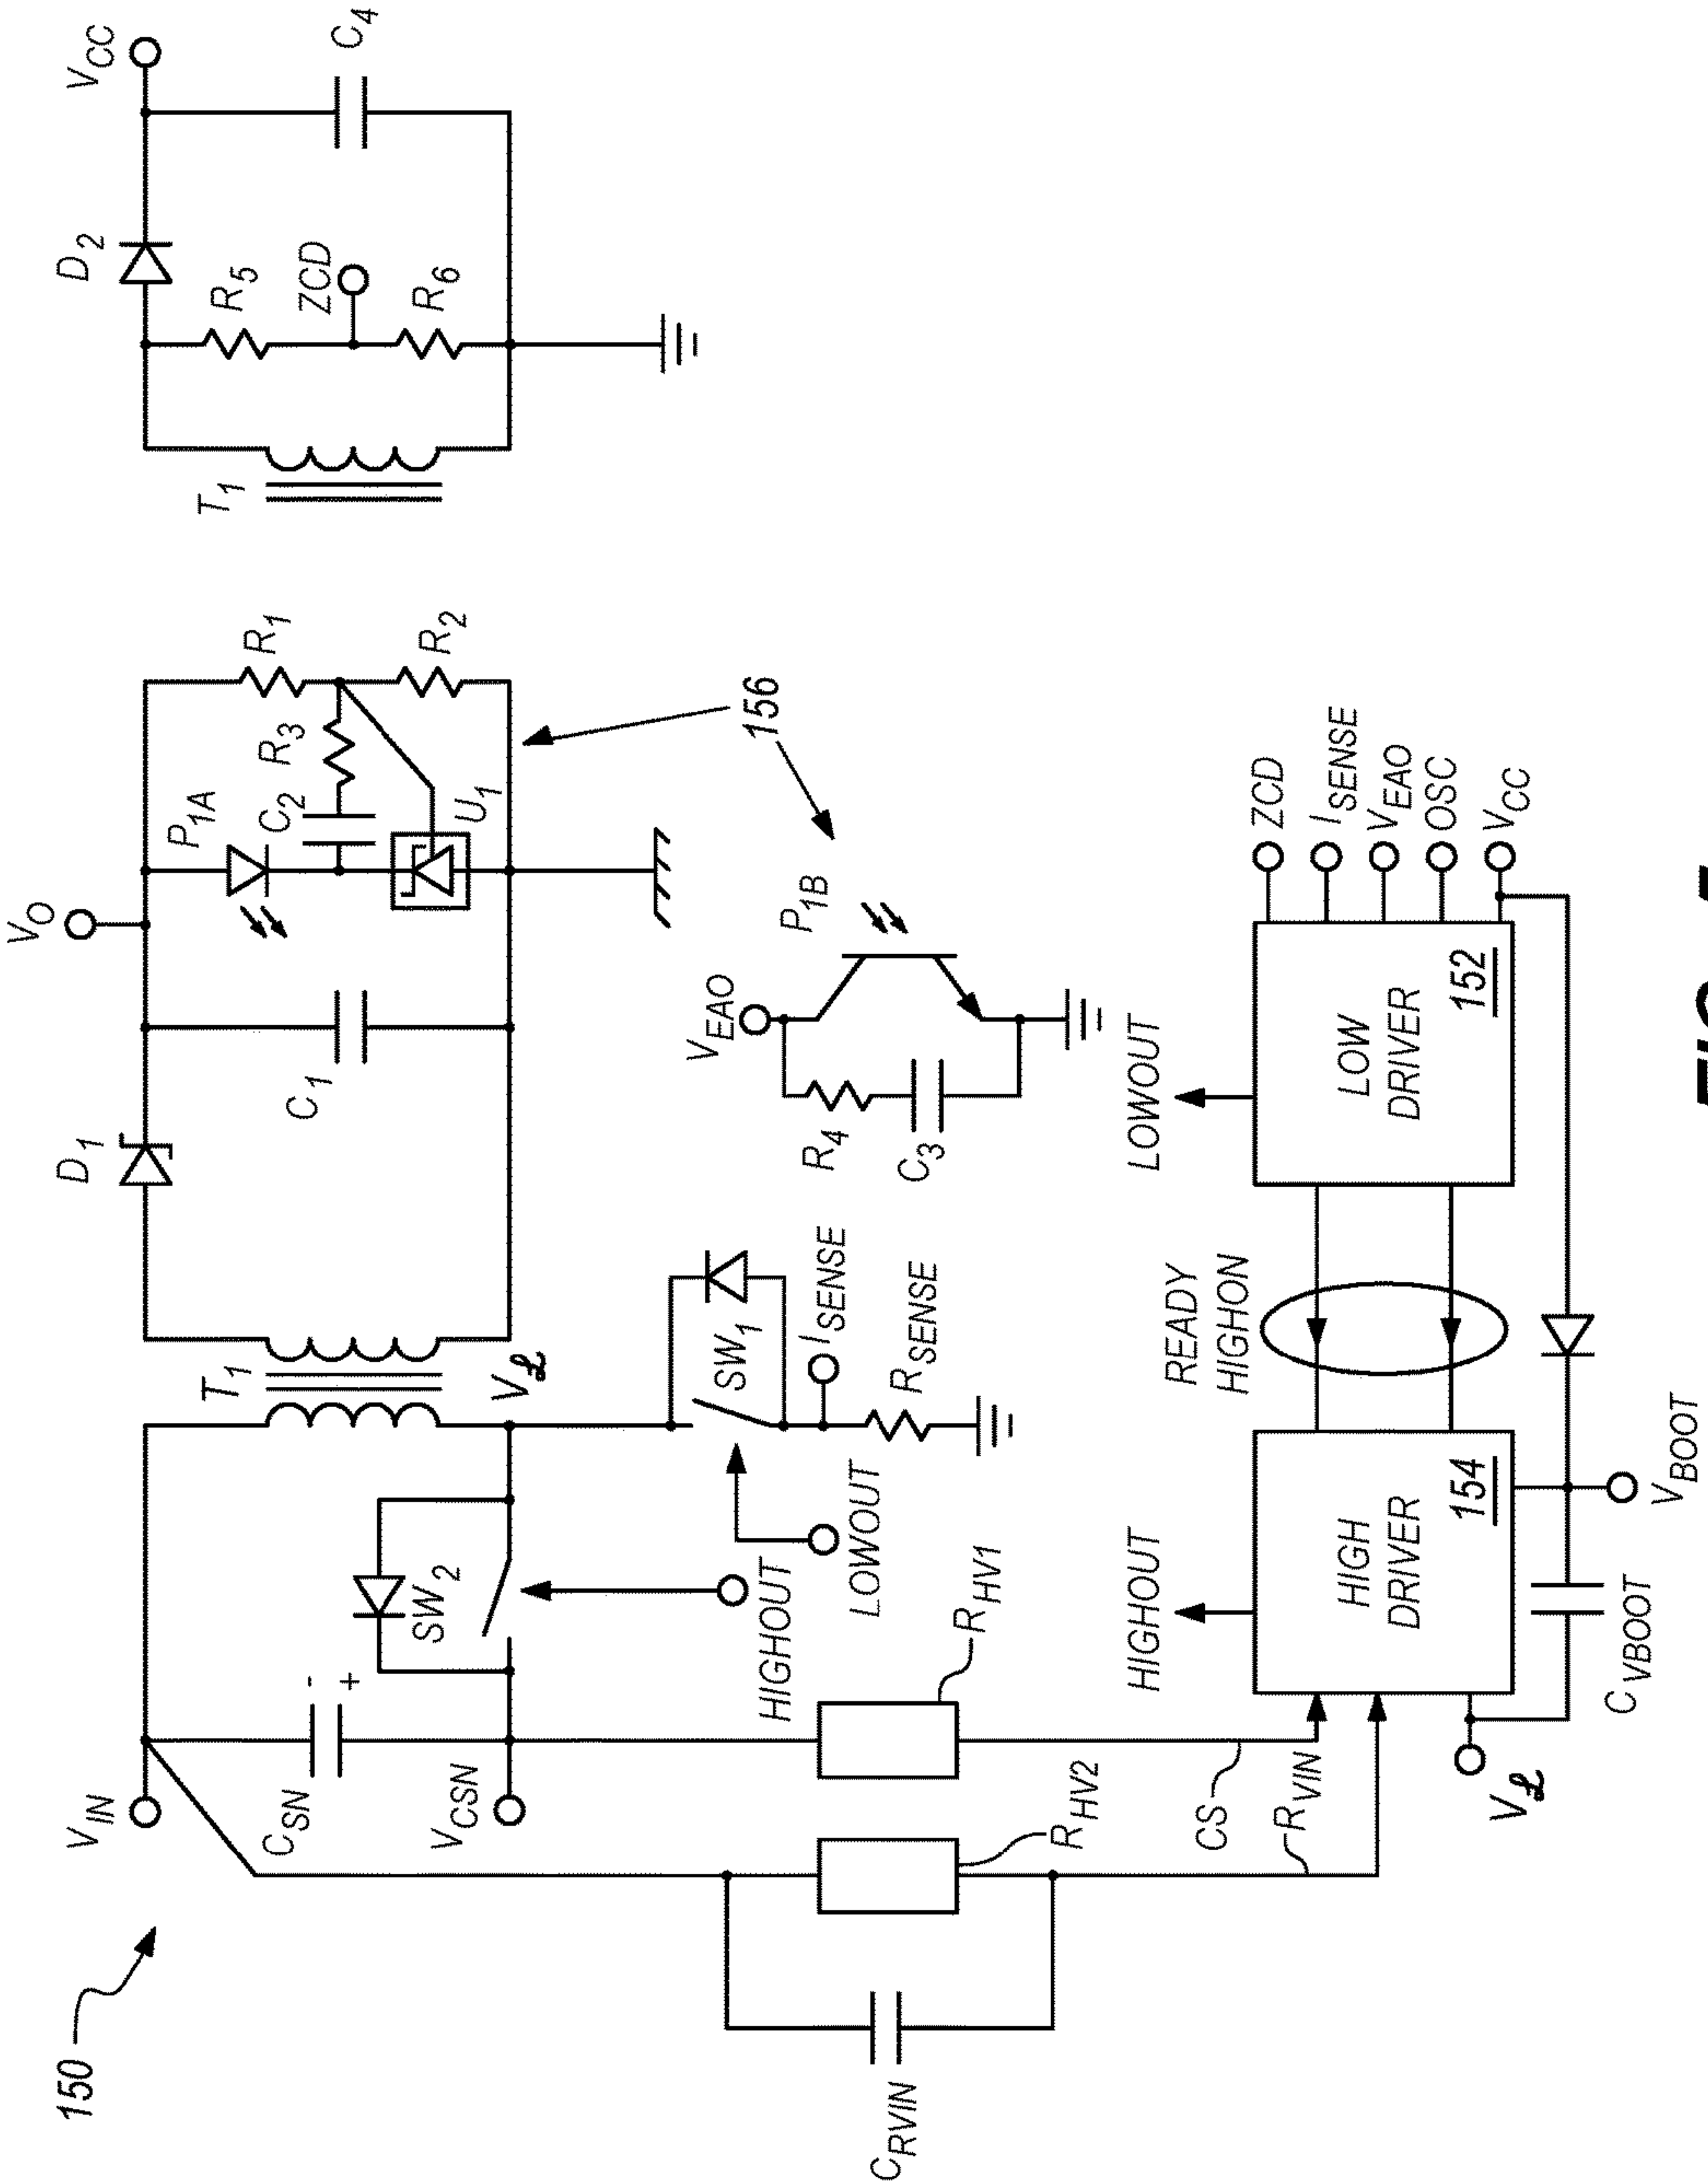 150
V_IN
T_1
D_1
V_O
T_1
D_2
V_CC
C_SN
-
+
C_1
P_1A
R_3
R_1
R_5
C_4
C_2
ZCD
V_CSN
SW_2
V_ℒ
U_1
R_2
R_6
SW_1
I_SENSE
156
HIGHOUT
LOWOUT
R_SENSE
V_EAO
P_1B
R_4
C_3
C_RVIN
R_HV2
R_HV1
CS
R_VIN
HIGHOUT
READY
HIGHON
LOWOUT
HIGH
DRIVER
154
LOW
DRIVER
152
ZCD
I_SENSE
V_EAO
OSC
V_CC
V_ℒ
C_VBOOT
V_BOOT